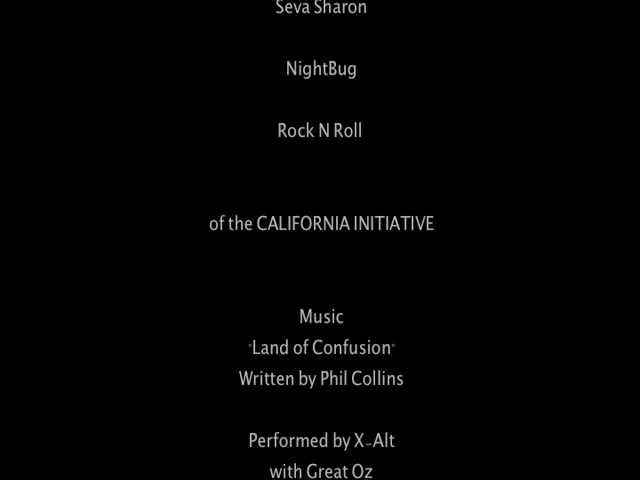 Seva Sharon
NightBug
Rock N Roll
of the CALIFORNIA INITIATIVE
Music
"Land of Confusion"
Written by Phil Collins
Performed by X-Alt
with Great Oz